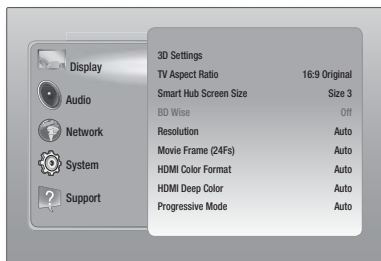 Display
Audio
Network
System
Support
3D Settings
TV Aspect Ratio 16:9 Original
Smart Hub Screen Size Size 3
BD Wise Off
Resolution Auto
Movie Frame (24Fs) Auto
HDMI Color Format Auto
HDMI Deep Color Auto
Progressive Mode Auto